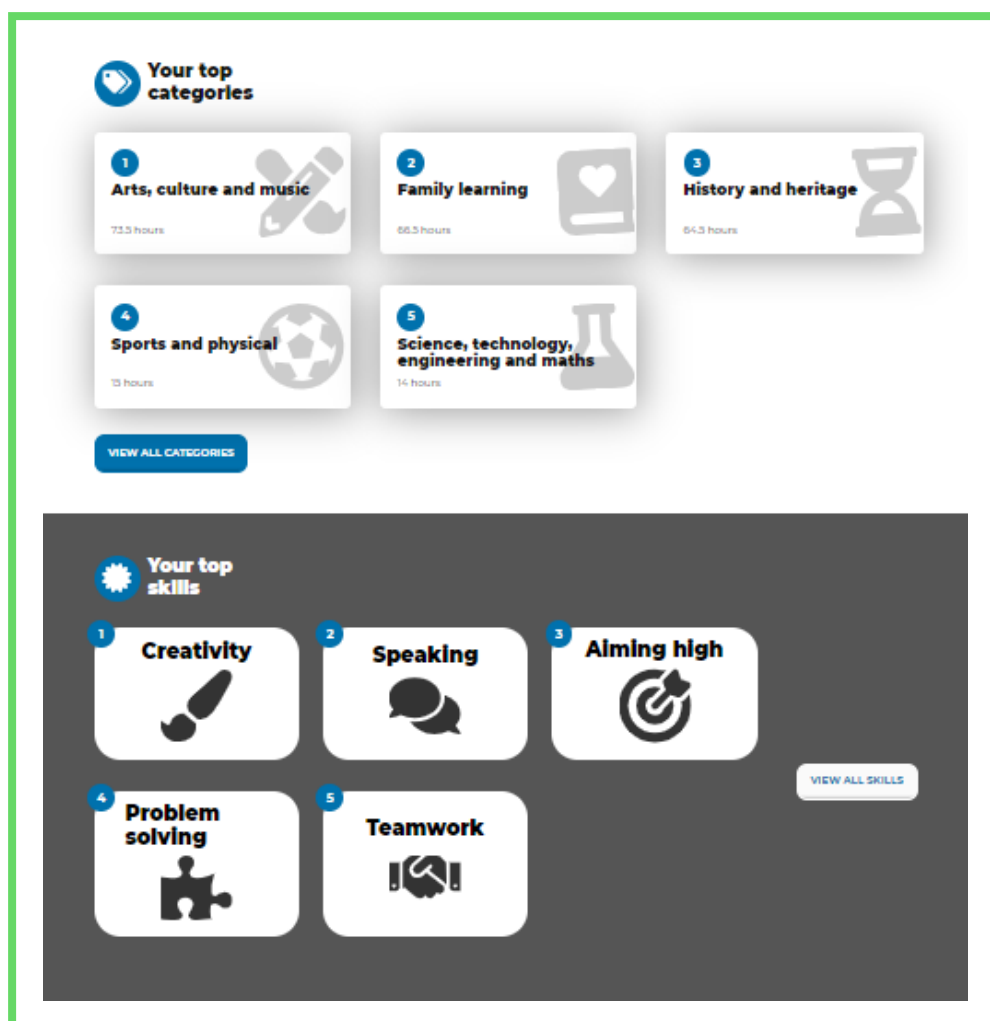 Your top
categories
1
Arts, culture and music
73.5 hours
2
Family learning
66.5 hours
3
History and heritage
64.5 hours
4
Sports and physical
15 hours
5
Science, technology,
engineering and maths
14 hours
VIEW ALL CATEGORIES
Your top
skills
1
Creativity
2
Speaking
3
Aiming high
VIEW ALL SKILLS
4
Problem
solving
5
Teamwork